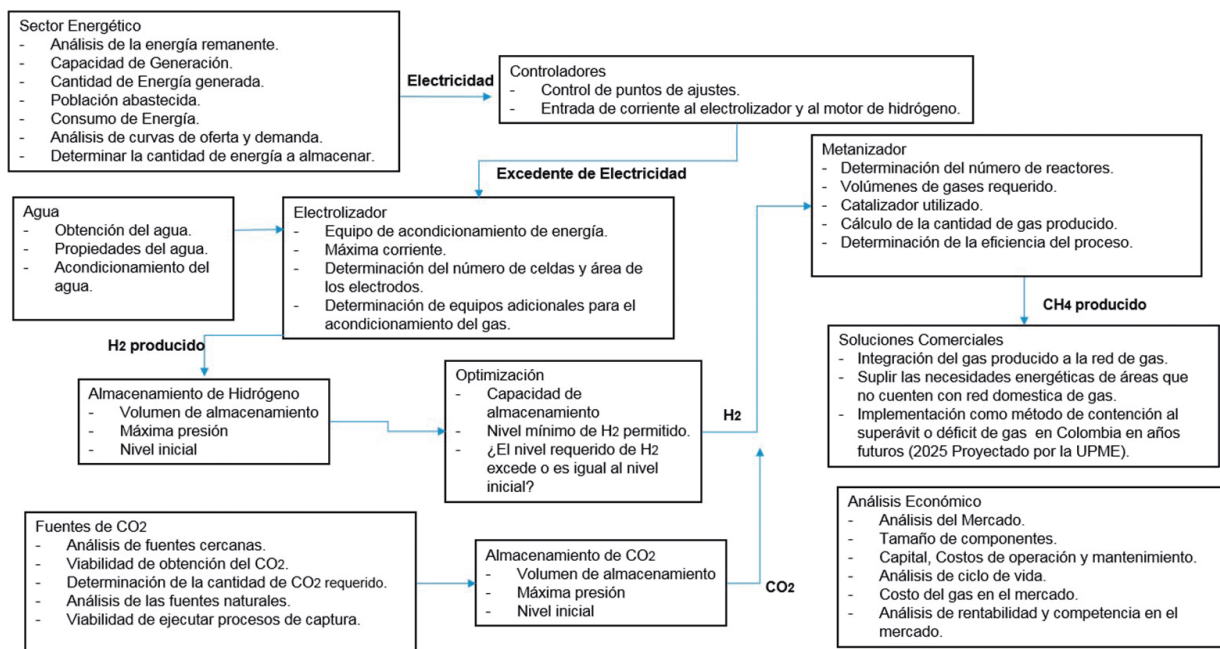 Sector Energético
- Análisis de la energía remanente.
- Capacidad de Generación.
- Cantidad de Energía generada.
- Población abastecida.
- Consumo de Energía.
- Análisis de curvas de oferta y demanda.
- Determinar la cantidad de energía a almacenar.
Electricidad
Controladores
- Control de puntos de ajustes.
- Entrada de corriente al electrolizador y al motor de hidrógeno.
Excedente de Electricidad
Agua
- Obtención del agua.
- Propiedades del agua.
- Acondicionamiento del
agua.
Electrolizador
- Equipo de acondicionamiento de energía.
- Máxima corriente.
- Determinación del número de celdas y área de
los electrodos.
- Determinación de equipos adicionales para el
acondicionamiento del gas.
Metanizador
- Determinación del número de reactores.
- Volúmenes de gases requerido.
- Catalizador utilizado.
- Cálculo de la cantidad de gas producido.
- Determinación de la eficiencia del proceso.
H2 producido
CH4 producido
Almacenamiento de Hidrógeno
- Volumen de almacenamiento
- Máxima presión
- Nivel inicial
Optimización
- Capacidad de
almacenamiento
- Nivel mínimo de H2 permitido.
- ¿El nivel requerido de H2
excede o es igual al nivel
inicial?
H2
Soluciones Comerciales
- Integración del gas producido a la red de gas.
- Suplir las necesidades energéticas de áreas que
no cuenten con red domestica de gas.
- Implementación como método de contención al
superávit o déficit de gas en Colombia en años
futuros (2025 Proyectado por la UPME).
Fuentes de CO2
- Análisis de fuentes cercanas.
- Viabilidad de obtención del CO2.
- Determinación de la cantidad de CO2 requerido.
- Análisis de las fuentes naturales.
- Viabilidad de ejecutar procesos de captura.
Almacenamiento de CO2
- Volumen de almacenamiento
- Máxima presión
- Nivel inicial
CO2
Análisis Económico
- Análisis del Mercado.
- Tamaño de componentes.
- Capital, Costos de operación y mantenimiento.
- Análisis de ciclo de vida.
- Costo del gas en el mercado.
- Análisis de rentabilidad y competencia en el
mercado.